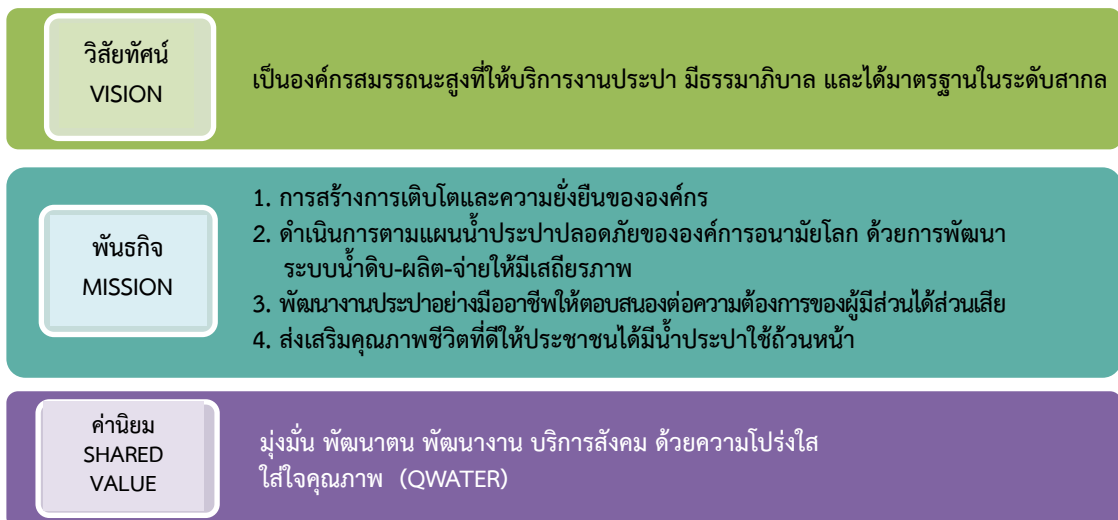 วิสัยทัศน์
VISION
เป็นองค์กรสมรรถนะสูงที่ให้บริการงานประปา มีธรรมาภิบาล และได้มาตรฐานในระดับสากล
พันธกิจ
MISSION
1. การสร้างการเติบโตและความยั่งยืนขององค์กร
2. ดำเนินการตามแผนน้ำประปาปลอดภัยขององค์การอนามัยโลก ด้วยการพัฒนา
ระบบน้ำดิบ-ผลิต-จ่ายให้มีเสถียรภาพ
3. พัฒนางานประปาอย่างมืออาชีพให้ตอบสนองต่อความต้องการของผู้มีส่วนได้ส่วนเสีย
4. ส่งเสริมคุณภาพชีวิตที่ดีให้ประชาชนได้มีน้ำประปาใช้ถ้วนหน้า
ค่านิยม
SHARED
VALUE
มุ่งมั่น พัฒนาตน พัฒนางาน บริการสังคม ด้วยความโปร่งใส
ใส่ใจคุณภาพ (QWATER)